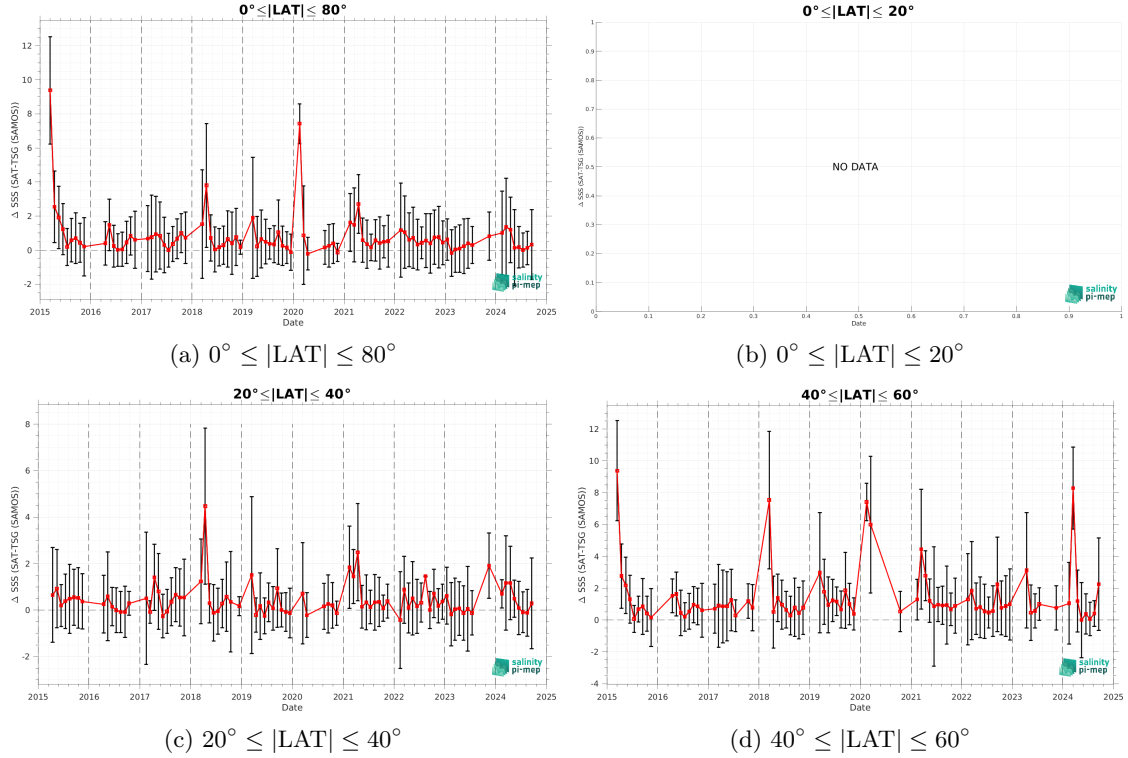 0°≤|LAT|≤ 80°
Δ SSS (SAT-TSG (SAMOS))
12
10
8
6
4
2
0
-2
2015 2016 2017 2018 2019 2020 2021 2022 2023 2024 2025
Date
salinity
pi-mep
(a) 0° ≤ |LAT| ≤ 80°
0°≤|LAT|≤ 20°
Δ SSS (SAT-TSG (SAMOS))
1
0.9
0.8
0.7
0.6
0.5
0.4
0.3
0.2
0.1
0
NO DATA
0 0.1 0.2 0.3 0.4 0.5 0.6 0.7 0.8 0.9 1
Date
salinity
pi-mep
(b) 0° ≤ |LAT| ≤ 20°
20°≤|LAT|≤ 40°
Δ SSS (SAT-TSG (SAMOS))
8
6
4
2
0
-2
2015 2016 2017 2018 2019 2020 2021 2022 2023 2024 2025
Date
salinity
pi-mep
(c) 20° ≤ |LAT| ≤ 40°
40°≤|LAT|≤ 60°
Δ SSS (SAT-TSG (SAMOS))
12
10
8
6
4
2
0
-2
-4
2015 2016 2017 2018 2019 2020 2021 2022 2023 2024 2025
Date
salinity
pi-mep
(d) 40° ≤ |LAT| ≤ 60°